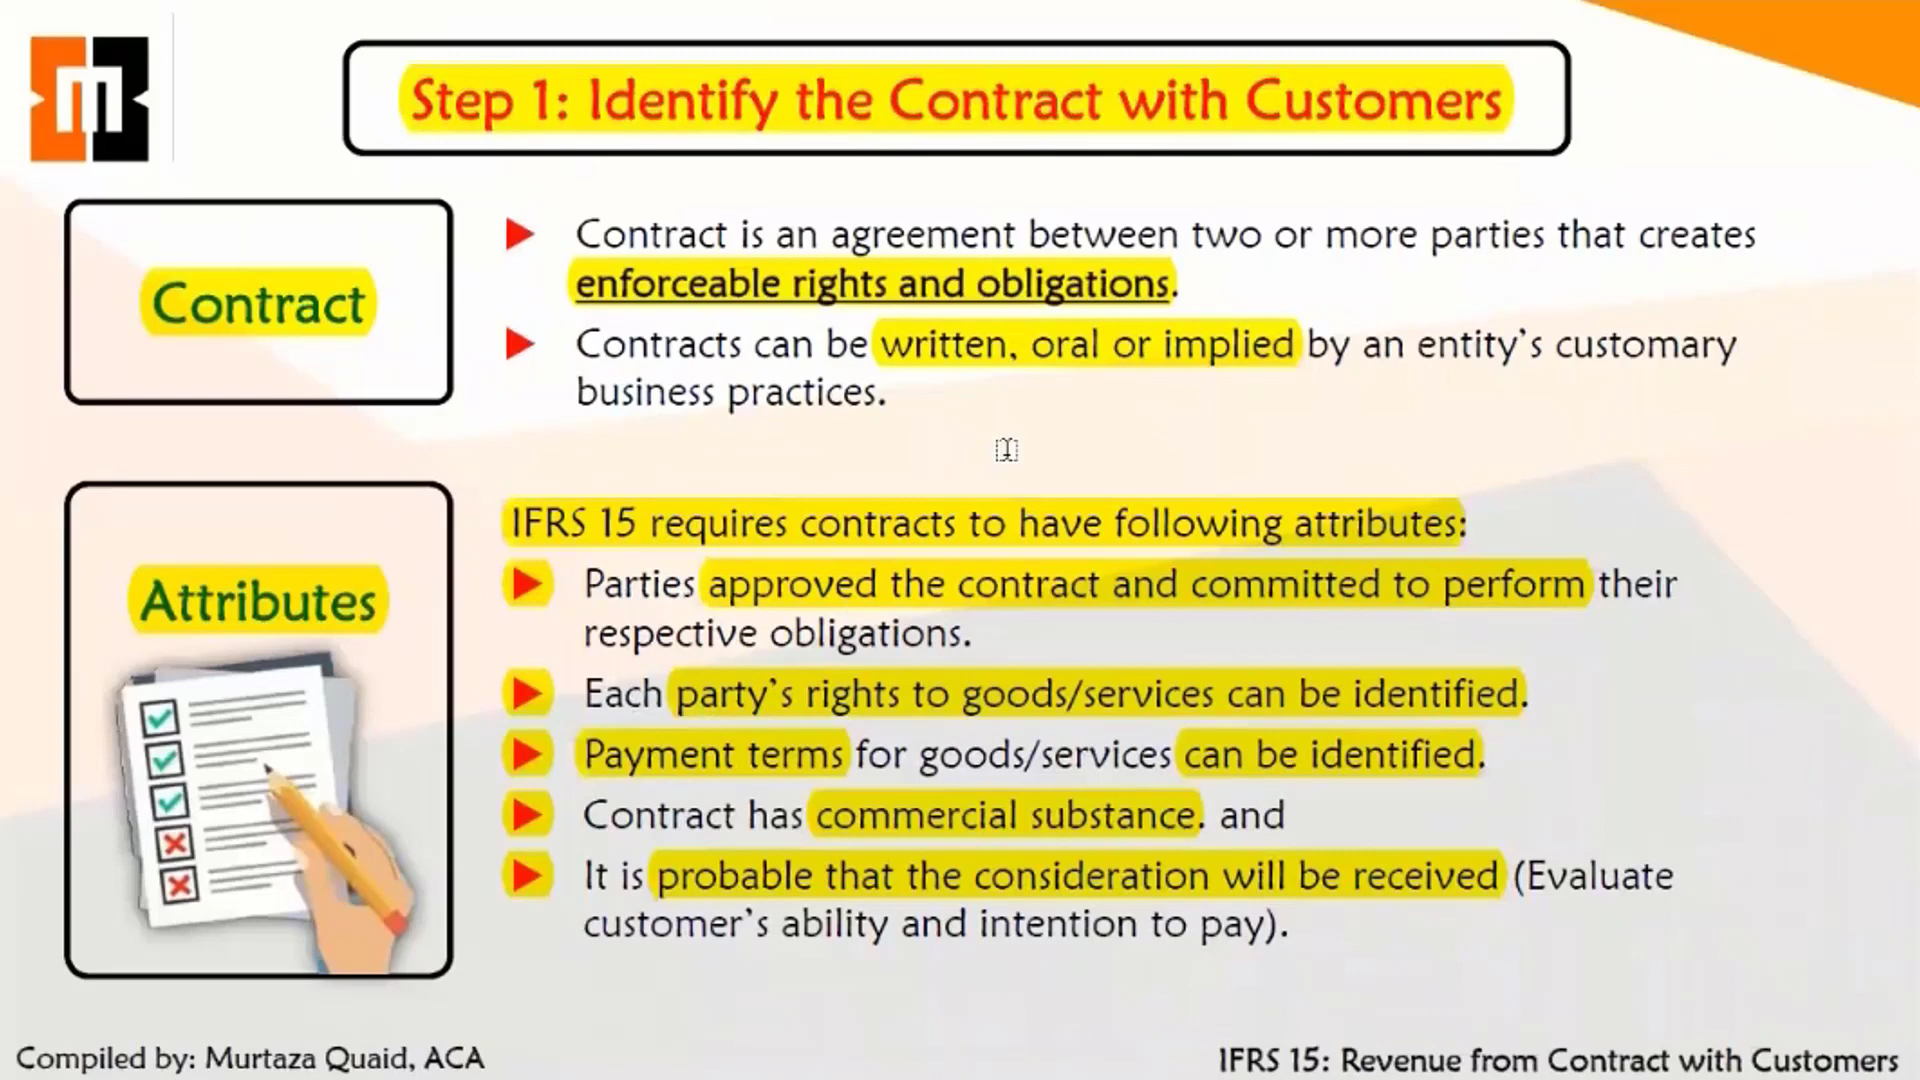 Step 1: Identify the Contract with Customers
Contract
Contract is an agreement between two or more parties that creates
enforceable rights and obligations.
Contracts can be written, oral or implied by an entity's customary
business practices.
Attributes
IFRS 15 requires contracts to have following attributes:
Parties approved the contract and committed to perform their
respective obligations.
Each party's rights to goods/services can be identified.
Payment terms for goods/services can be identified.
Contract has commercial substance. and
It is probable that the consideration will be received (Evaluate
customer's ability and intention to pay).
Compiled by: Murtaza Quaid, ACA
IFRS 15: Revenue from Contract with Customers